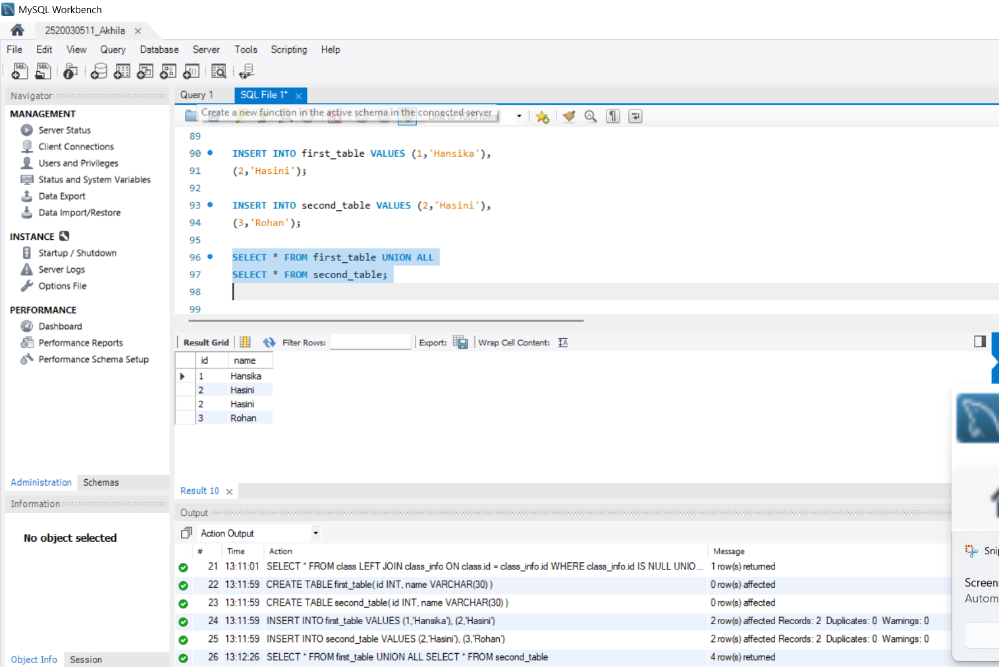 MySQL Workbench
2520030511_Akhila
File Edit View Query Database Server Tools Scripting Help
SQL SQL
Navigator
MANAGEMENT
Server Status
Client Connections
Users and Privileges
Status and System Variables
Data Export
Data Import/Restore
INSTANCE
Startup / Shutdown
Server Logs
Options File
PERFORMANCE
Dashboard
Performance Reports
Performance Schema Setup
Administration Schemas
Information
No object selected
Object Info Session
Query 1 SQL File 1*
Create a new function in the active schema in the connected server
Limit to 1000 rows
89
90 INSERT INTO first_table VALUES (1,'Hansika'),
91 (2,'Hasini');
92
93 INSERT INTO second_table VALUES (2,'Hasini'),
94 (3,'Rohan');
95
96 SELECT * FROM first_table UNION ALL
97 SELECT * FROM second_table;
98
99
Result Grid Filter Rows: Export: Wrap Cell Content:
id name
1 Hansika
2 Hasini
2 Hasini
3 Rohan
Result 10
Output
Action Output
# Time Action Message
21 13:11:01 SELECT * FROM class LEFT JOIN class_info ON class.id = class_info.id WHERE class_info.id IS NULL UNIO... 1 row(s) returned
22 13:11:59 CREATE TABLE first_table( id INT, name VARCHAR(30) ) 0 row(s) affected
23 13:11:59 CREATE TABLE second_table( id INT, name VARCHAR(30) ) 0 row(s) affected
24 13:11:59 INSERT INTO first_table VALUES (1,'Hansika'), (2,'Hasini') 2 row(s) affected Records: 2 Duplicates: 0 Warnings: 0
25 13:11:59 INSERT INTO second_table VALUES (2,'Hasini'), (3,'Rohan') 2 row(s) affected Records: 2 Duplicates: 0 Warnings: 0
26 13:12:26 SELECT * FROM first_table UNION ALL SELECT * FROM second_table 4 row(s) returned
Snip
Screens
Autom